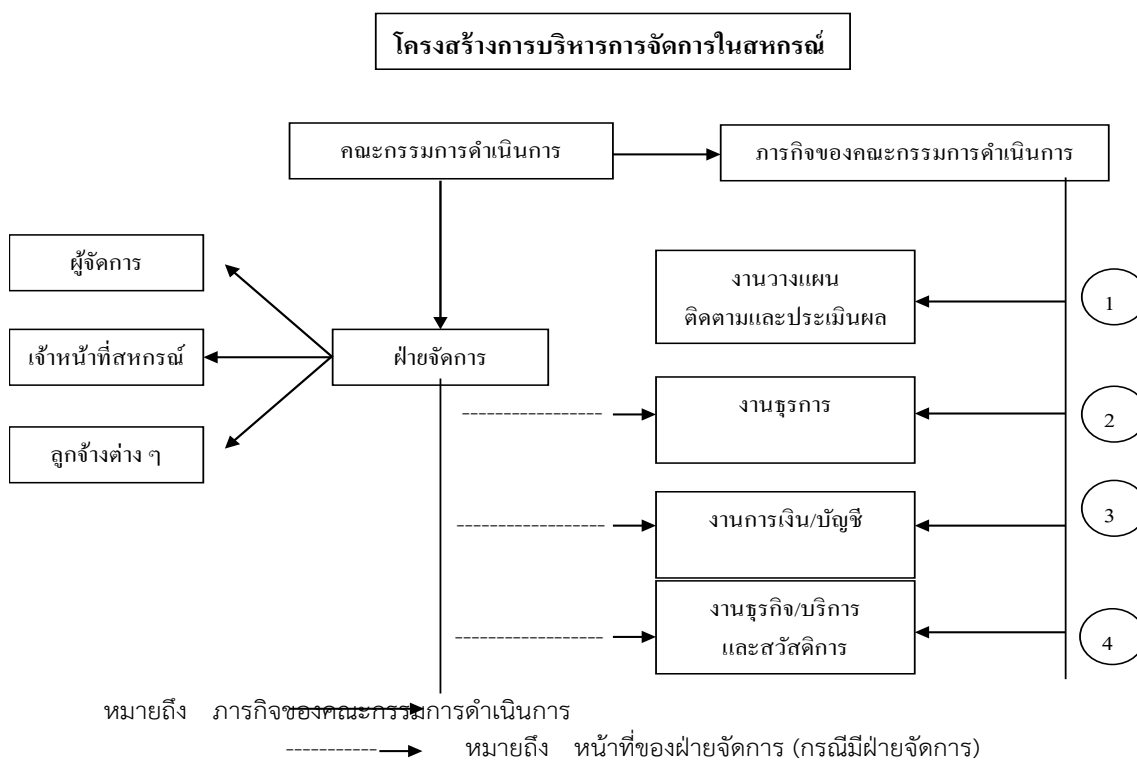 โครงสร้างการบริหารการจัดการในสหกรณ์
คณะกรรมการดำเนินการ
ภารกิจของคณะกรรมการดำเนินการ
ผู้จัดการ
เจ้าหน้าที่สหกรณ์
ลูกจ้างต่าง ๆ
ฝ่ายจัดการ
งานวางแผน
ติดตามและประเมินผล
1
งานธุรการ
2
งานการเงิน/บัญชี
3
งานธุรกิจ/บริการ
และสวัสดิการ
4
หมายถึง ภารกิจของคณะกรรมการดำเนินการ
หมายถึง หน้าที่ของฝ่ายจัดการ (กรณีมีฝ่ายจัดการ)